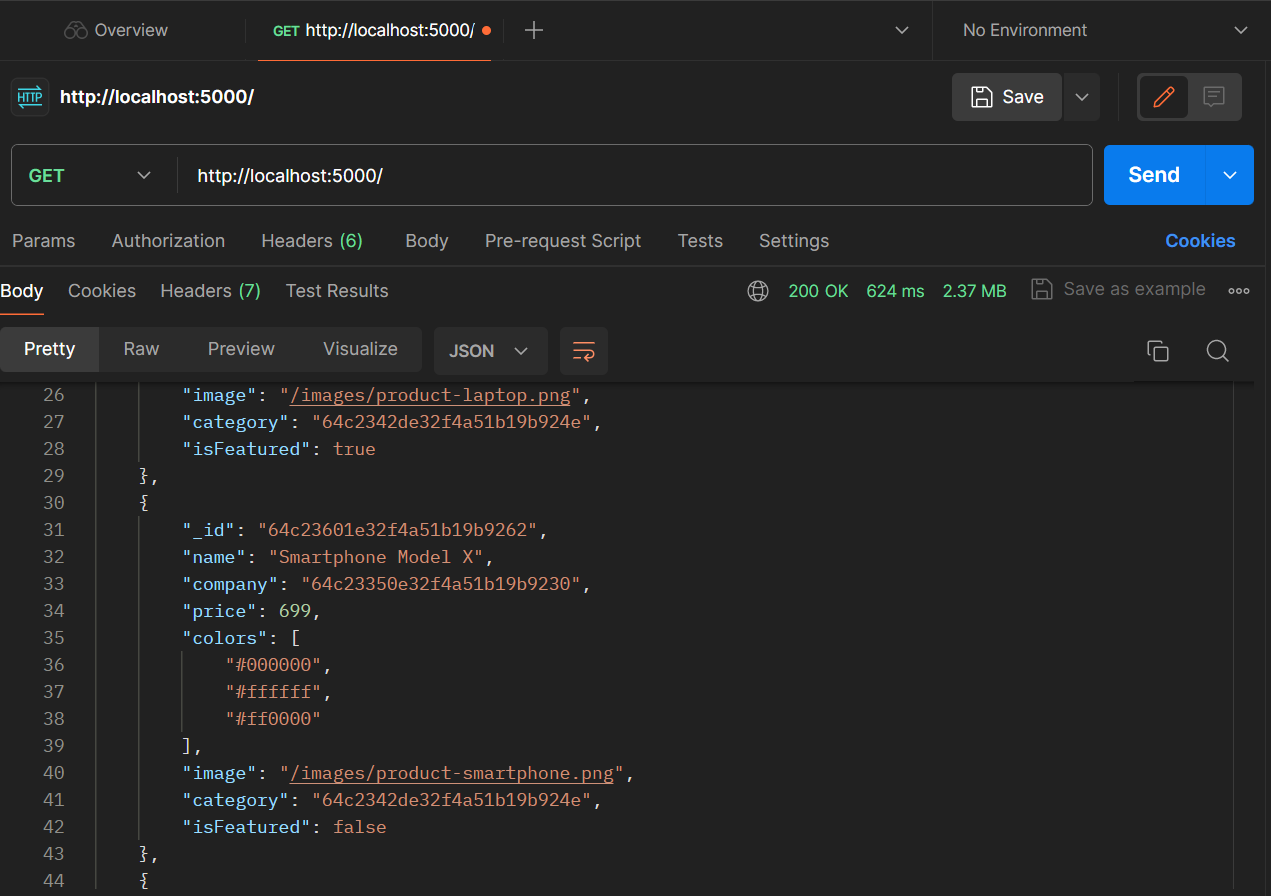 Overview GET http://localhost:5000/ No Environment
HTTP http://localhost:5000/ Save
GET http://localhost:5000/ Send
Params Authorization Headers (6) Body Pre-request Script Tests Settings Cookies
Body Cookies Headers (7) Test Results 200 OK 624 ms 2.37 MB Save as example
Pretty Raw Preview Visualize JSON
26 "image": "/images/product-laptop.png",
27 "category": "64c2342de32f4a51b19b924e",
28 "isFeatured": true
29 },
30 {
31 "_id": "64c23601e32f4a51b19b9262",
32 "name": "Smartphone Model X",
33 "company": "64c23350e32f4a51b19b9230",
34 "price": 699,
35 "colors": [
36 "#000000",
37 "#ffffff",
38 "#ff0000"
39 ],
40 "image": "/images/product-smartphone.png",
41 "category": "64c2342de32f4a51b19b924e",
42 "isFeatured": false
43 },
44 {